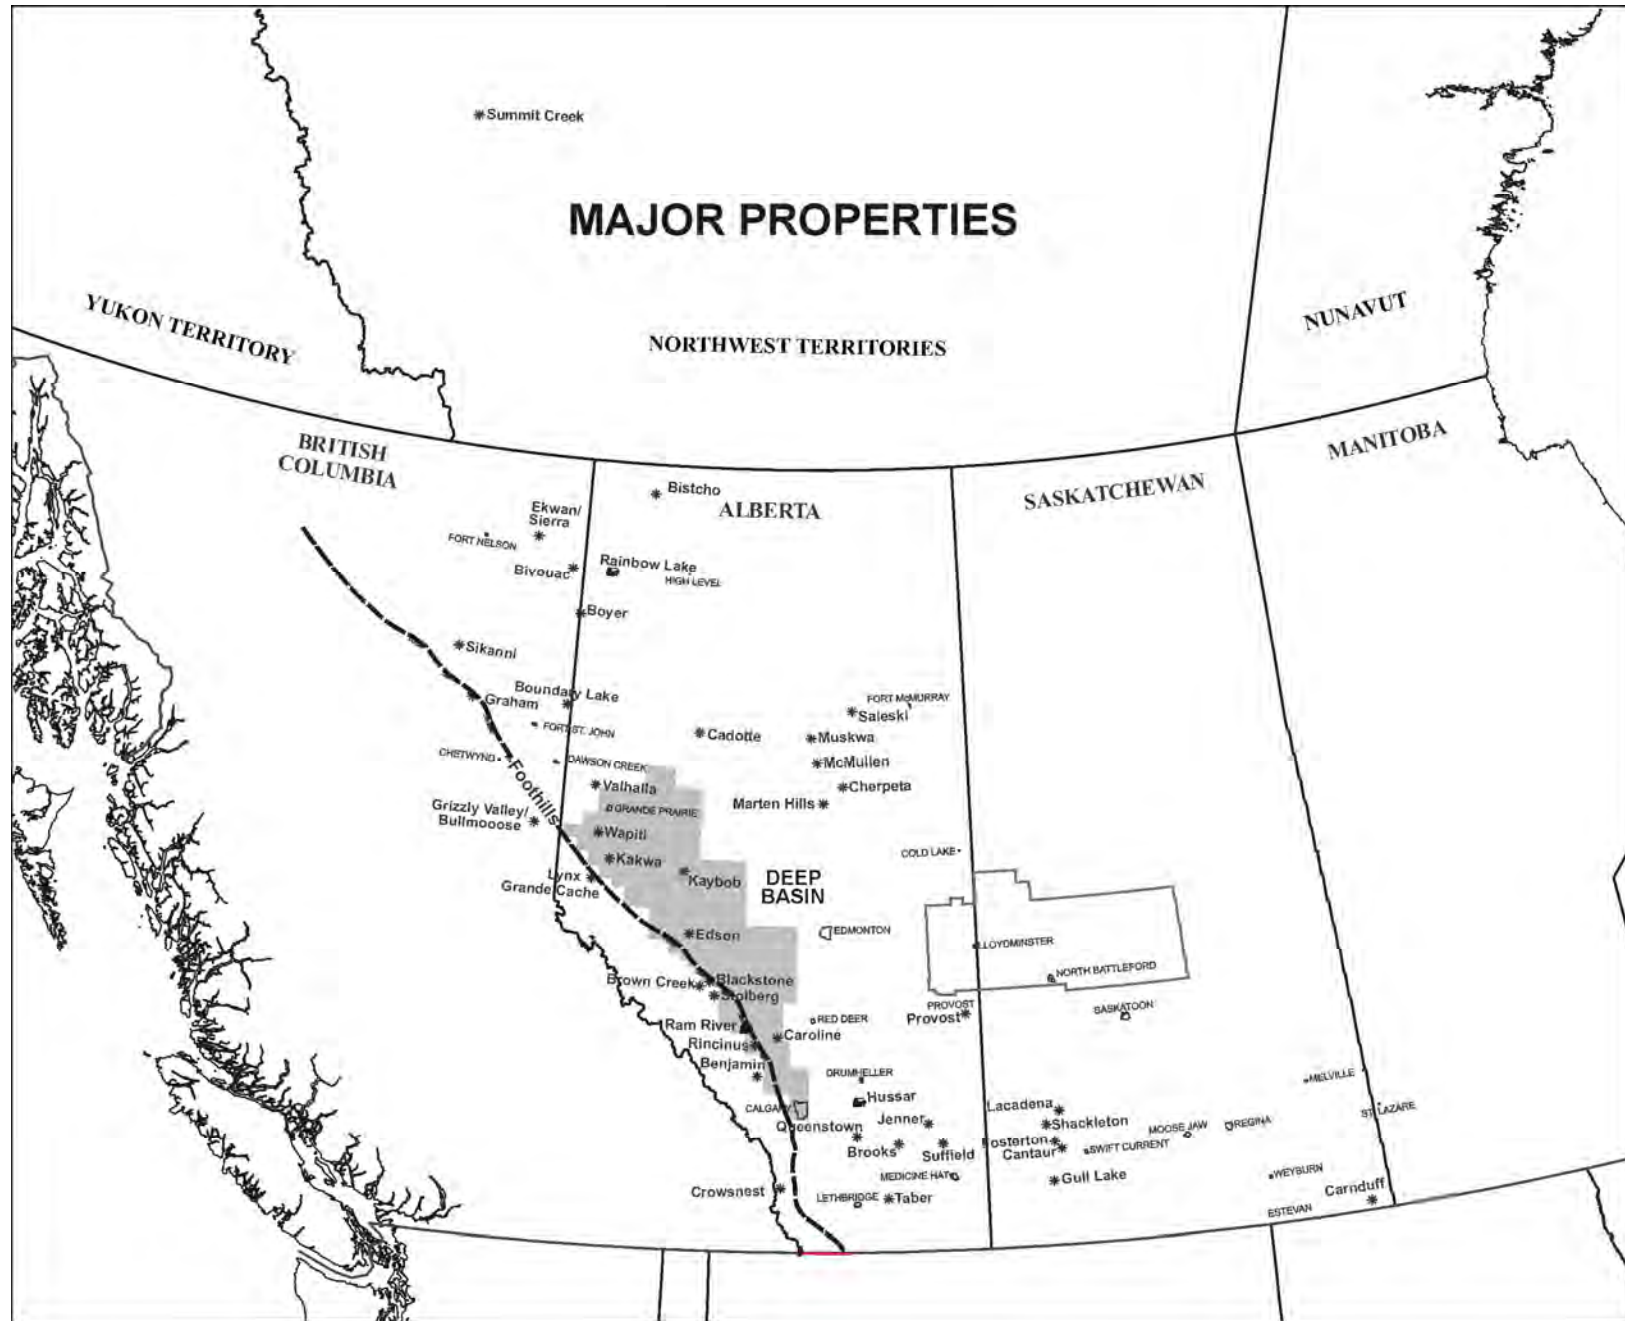 Summit Creek
MAJOR PROPERTIES
YUKON TERRITORY
NORTHWEST TERRITORIES
NUNAVUT
BRITISH
COLUMBIA
MANITOBA
Bistcho
ALBERTA
SASKATCHEWAN
Ekwan/
Sierra
FORT NELSON
Bivouac
Rainbow Lake
HIGH LEVEL
Boyer
Sikanni
Boundary Lake
Graham
FORT ST. JOHN
FORT McMURRAY
Saleski
Cadotte
Muskwa
CHETWYND
Foothills
DAWSON CREEK
McMullen
Valhalla
Cherpeta
Marten Hills
GRANDE PRAIRIE
Grizzly Valley/
Bullmooose
Wapiti
Kakwa
COLD LAKE
Lynx
Grande Cache
Kaybob
DEEP
BASIN
Edson
EDMONTON
LLOYDMINSTER
NORTH BATTLEFORD
Brown Creek
Blackstone
Stolberg
PROVOST
Provost
SASKATOON
Ram River
RED DEER
Rincinus
Caroline
Benjamin
DRUMHELLER
MELVILLE
Hussar
CALGARY
Queenstown
Jenner
Lacadena
Shackleton
ST. LAZARE
MOOSE JAW
REGINA
Brooks
Suffield
Fosterton
Cantaur
SWIFT CURRENT
MEDICINE HAT
Gull Lake
WEYBURN
Crowsnest
LETHBRIDGE
Taber
Carnduff
ESTEVAN